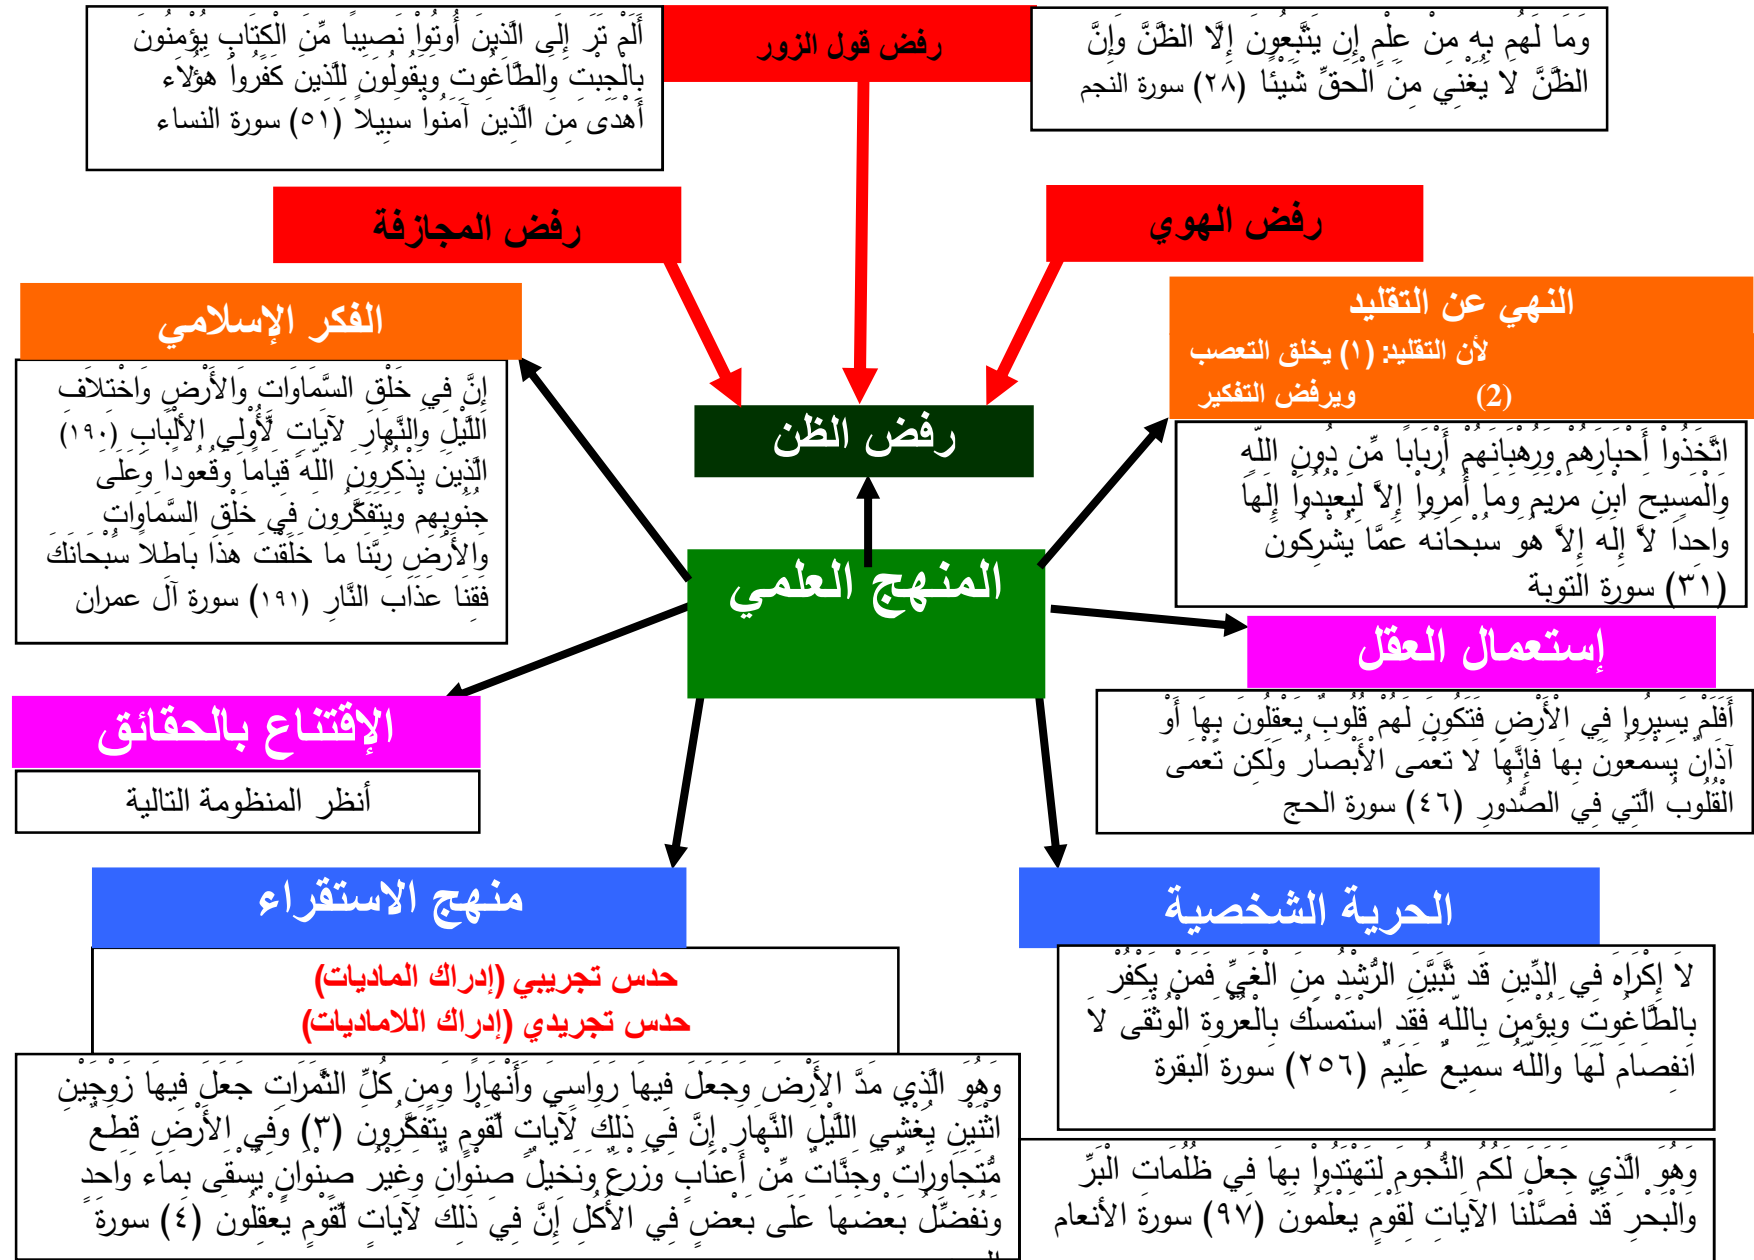 وَمَا لَهُم بِهِ مِنْ عِلْمٍ إِن يَتَّبِعُونَ إِلَّا الظَّنَّ وَإِنَّ
الظَّنَّ لَا يُغْنِي مِنَ الْحَقِّ شَيْئًا (٢٨) سورة النجم
رفض قول الزور
أَلَمْ تَرَ إِلَى الَّذِينَ أُوتُواْ نَصِيبًا مِّنَ الْكِتَابِ يُؤْمِنُونَ
بِالْجِبْتِ وَالطَّاغُوتِ وَيَقُولُونَ لِلَّذِينَ كَفَرُواْ هَؤُلاء
أَهْدَى مِنَ الَّذِينَ آمَنُواْ سَبِيلاً (٥١) سورة النساء
رفض الهوي
رفض المجازفة
النهي عن التقليد
لأن التقليد: (١) يخلق التعصب
(2) ويرفض التفكير
اتَّخَذُواْ أَحْبَارَهُمْ وَرُهْبَانَهُمْ أَرْبَابًا مِّن دُونِ اللّهِ
وَالْمَسِيحَ ابْنَ مَرْيَمَ وَمَا أُمِرُواْ إِلاَّ لِيَعْبُدُواْ إِلَهًا
وَاحِدًا لاَّ إِلَهَ إِلاَّ هُوَ سُبْحَانَهُ عَمَّا يُشْرِكُونَ
(٣١) سورة التوبة
الفكر الإسلامي
إِنَّ فِي خَلْقِ السَّمَاوَاتِ وَالأَرْضِ وَاخْتِلاَفِ
اللَّيْلِ وَالنَّهَارِ لآيَاتٍ لِّأُوْلِي الألْبَابِ (١٩٠)
الَّذِينَ يَذْكُرُونَ اللّهَ قِيَامًا وَقُعُودًا وَعَلَىَ
جُنُوبِهِمْ وَيَتَفَكَّرُونَ فِي خَلْقِ السَّمَاوَاتِ
وَالأَرْضِ رَبَّنَا مَا خَلَقْتَ هَذَا بَاطِلاً سُبْحَانَكَ
فَقِنَا عَذَابَ النَّارِ (١٩١) سورة آل عمران
رفض الظن
المنهج العلمي
إستعمال العقل
أَفَلَمْ يَسِيرُوا فِي الْأَرْضِ فَتَكُونَ لَهُمْ قُلُوبٌ يَعْقِلُونَ بِهَا أَوْ
آذَانٌ يَسْمَعُونَ بِهَا فَإِنَّهَا لَا تَعْمَى الْأَبْصَارُ وَلَكِن تَعْمَى
الْقُلُوبُ الَّتِي فِي الصُّدُورِ (٤٦) سورة الحج
الإقتناع بالحقائق
أنظر المنظومة التالية
الحرية الشخصية
لاَ إِكْرَاهَ فِي الدِّينِ قَد تَّبَيَّنَ الرُّشْدُ مِنَ الْغَيِّ فَمَنْ يَكْفُرْ
بِالطَّاغُوتِ وَيُؤْمِن بِاللّهِ فَقَدِ اسْتَمْسَكَ بِالْعُرْوَةِ الْوُثْقَىَ لاَ
انفِصَامَ لَهَا وَاللّهُ سَمِيعٌ عَلِيمٌ (٢٥٦) سورة البقرة
وَهُوَ الَّذِي جَعَلَ لَكُمُ النُّجُومَ لِتَهْتَدُواْ بِهَا فِي ظُلُمَاتِ الْبَرِّ
وَالْبَحْرِ قَدْ فَصَّلْنَا الآيَاتِ لِقَوْمٍ يَعْلَمُونَ (٩٧) سورة الأنعام
منهج الاستقراء
حدس تجريبي (إدراك الماديات)
حدس تجريدي (إدراك اللاماديات)
وَهُوَ الَّذِي مَدَّ الأَرْضَ وَجَعَلَ فِيهَا رَوَاسِيَ وَأَنْهَارًا وَمِن كُلِّ الثَّمَرَاتِ جَعَلَ فِيهَا زَوْجَيْنِ
اثْنَيْنِ يُغْشِي اللَّيْلَ النَّهَارَ إِنَّ فِي ذَلِكَ لَآيَاتٍ لِّقَوْمٍ يَتَفَكَّرُونَ (٣) وَفِي الأَرْضِ قِطَعٌ
مُّتَجَاوِرَاتٌ وَجَنَّاتٌ مِّنْ أَعْنَابٍ وَزَرْعٌ وَنَخِيلٌ صِنْوَانٌ وَغَيْرُ صِنْوَانٍ يُسْقَى بِمَاء وَاحِدٍ
وَنُفَضِّلُ بَعْضَهَا عَلَى بَعْضٍ فِي الأُكُلِ إِنَّ فِي ذَلِكَ لَآيَاتٍ لِّقَوْمٍ يَعْقِلُونَ (٤) سورة